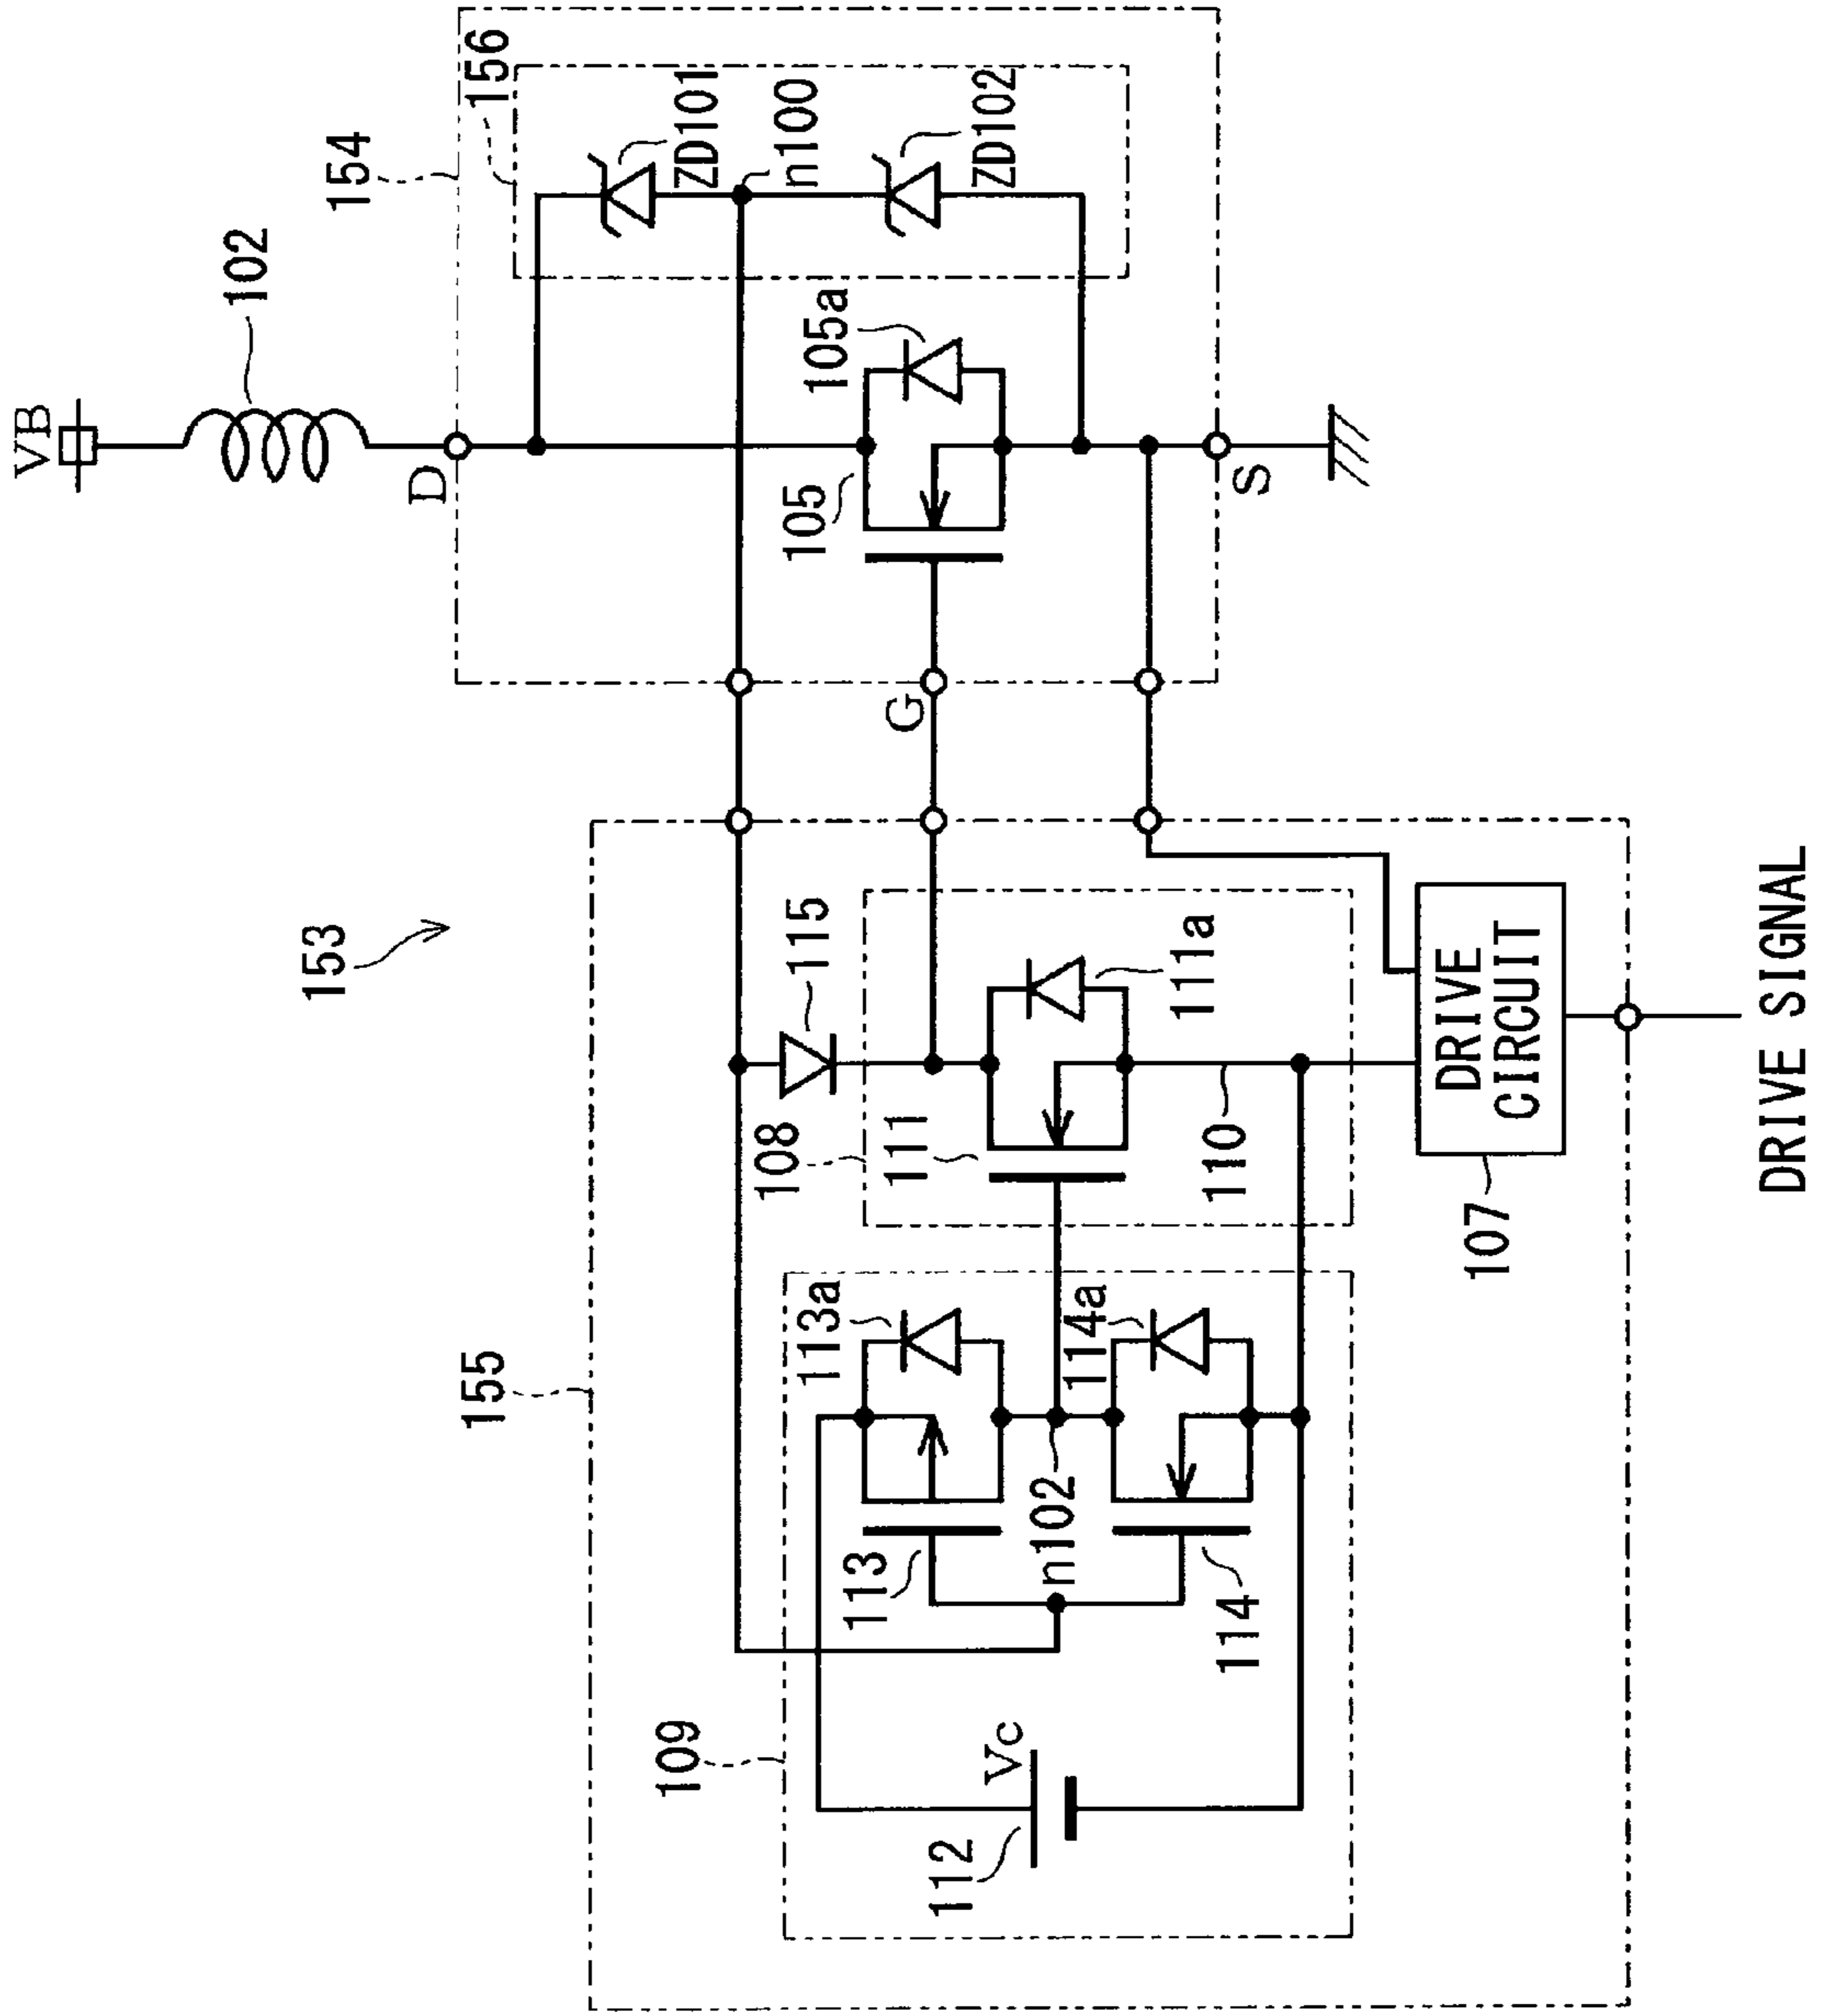 VB
102
154
156
D
ZD101
n100
ZD102
105
105a
S
G
153
155
115
108
111
111a
110
109
113a
113
n102
114a
114
112
Vc
107
DRIVE
CIRCUIT
DRIVE SIGNAL